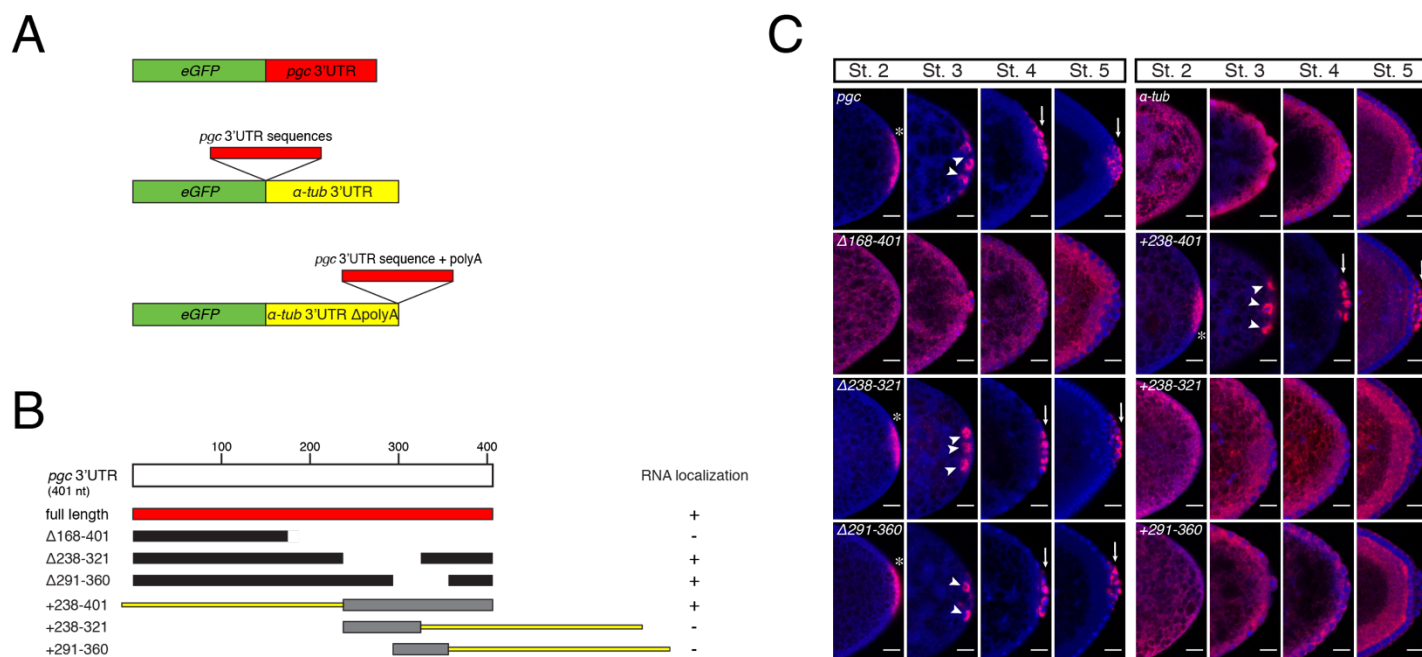 A
eGFP pgc 3'UTR
pgc 3'UTR sequences
eGFP α-tub 3'UTR
pgc 3'UTR sequence + polyA
eGFP α-tub 3'UTR ΔpolyA
B
100 200 300 400
pgc 3'UTR
(401 nt)
RNA localization
full length +
Δ168-401 -
Δ238-321 +
Δ291-360 +
+238-401 +
+238-321 -
+291-360 -
C
St. 2 St. 3 St. 4 St. 5 St. 2 St. 3 St. 4 St. 5
pgc α-tub
*
Δ168-401 +238-401
*
Δ238-321 +238-321
*
Δ291-360 +291-360
*